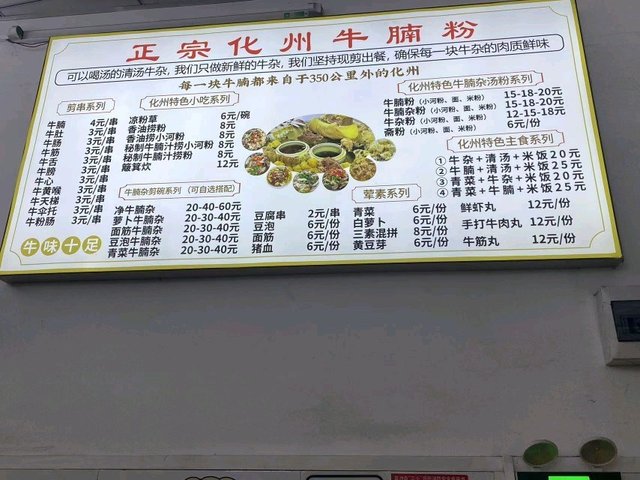 正宗化州牛腩粉
可以喝汤的清汤牛杂，我们只做新鲜的牛杂，我们坚持现剪出餐，确保每一块牛杂的肉质鲜味
每一块牛腩都来自于350公里外的化州
剪串系列
牛腩 4元/串
牛肚 3元/串
牛肠 3元/串
牛筋 3元/串
牛舌 3元/串
牛膀 3元/串
牛心 3元/串
牛黄喉 3元/串
牛天梯 3元/串
牛伞托 3元/串
牛粉肠 3元/串
牛味十足
化州特色小吃系列
凉粉草 6元/碗
香油捞粉 8元
香油捞小河粉 8元
秘制牛腩汁捞小河粉 8元
秘制牛腩汁捞粉 8元
簸箕炊 12元
牛腩杂剪碗系列（可自选搭配）
净牛腩杂 20-40-60元
萝卜牛腩杂 20-30-40元
面筋牛腩杂 20-30-40元
豆泡牛腩杂 20-30-40元
青菜牛腩杂 20-30-40元
荤素系列
豆腐串 2元/串
豆泡 6元/份
面筋 6元/份
猪血 6元/份
青菜 6元/份
白萝卜 6元/份
三素混拼 8元/份
黄豆芽 6元/份
鲜虾丸 12元/份
手打牛肉丸 12元/份
牛筋丸 12元/份
化州特色牛腩杂汤粉系列
牛腩粉（小河粉、面、米粉） 15-18-20元
牛腩杂粉（小河粉、面、米粉） 15-18-20元
牛杂粉（小河粉、面、米粉） 12-15-18元
斋粉（小河粉、面、米粉） 6元/份
化州特色主食系列
①牛杂+清汤+米饭20元
②牛腩+清汤+米饭25元
③青菜+牛杂+米饭20元
④青菜+牛腩+米饭25元